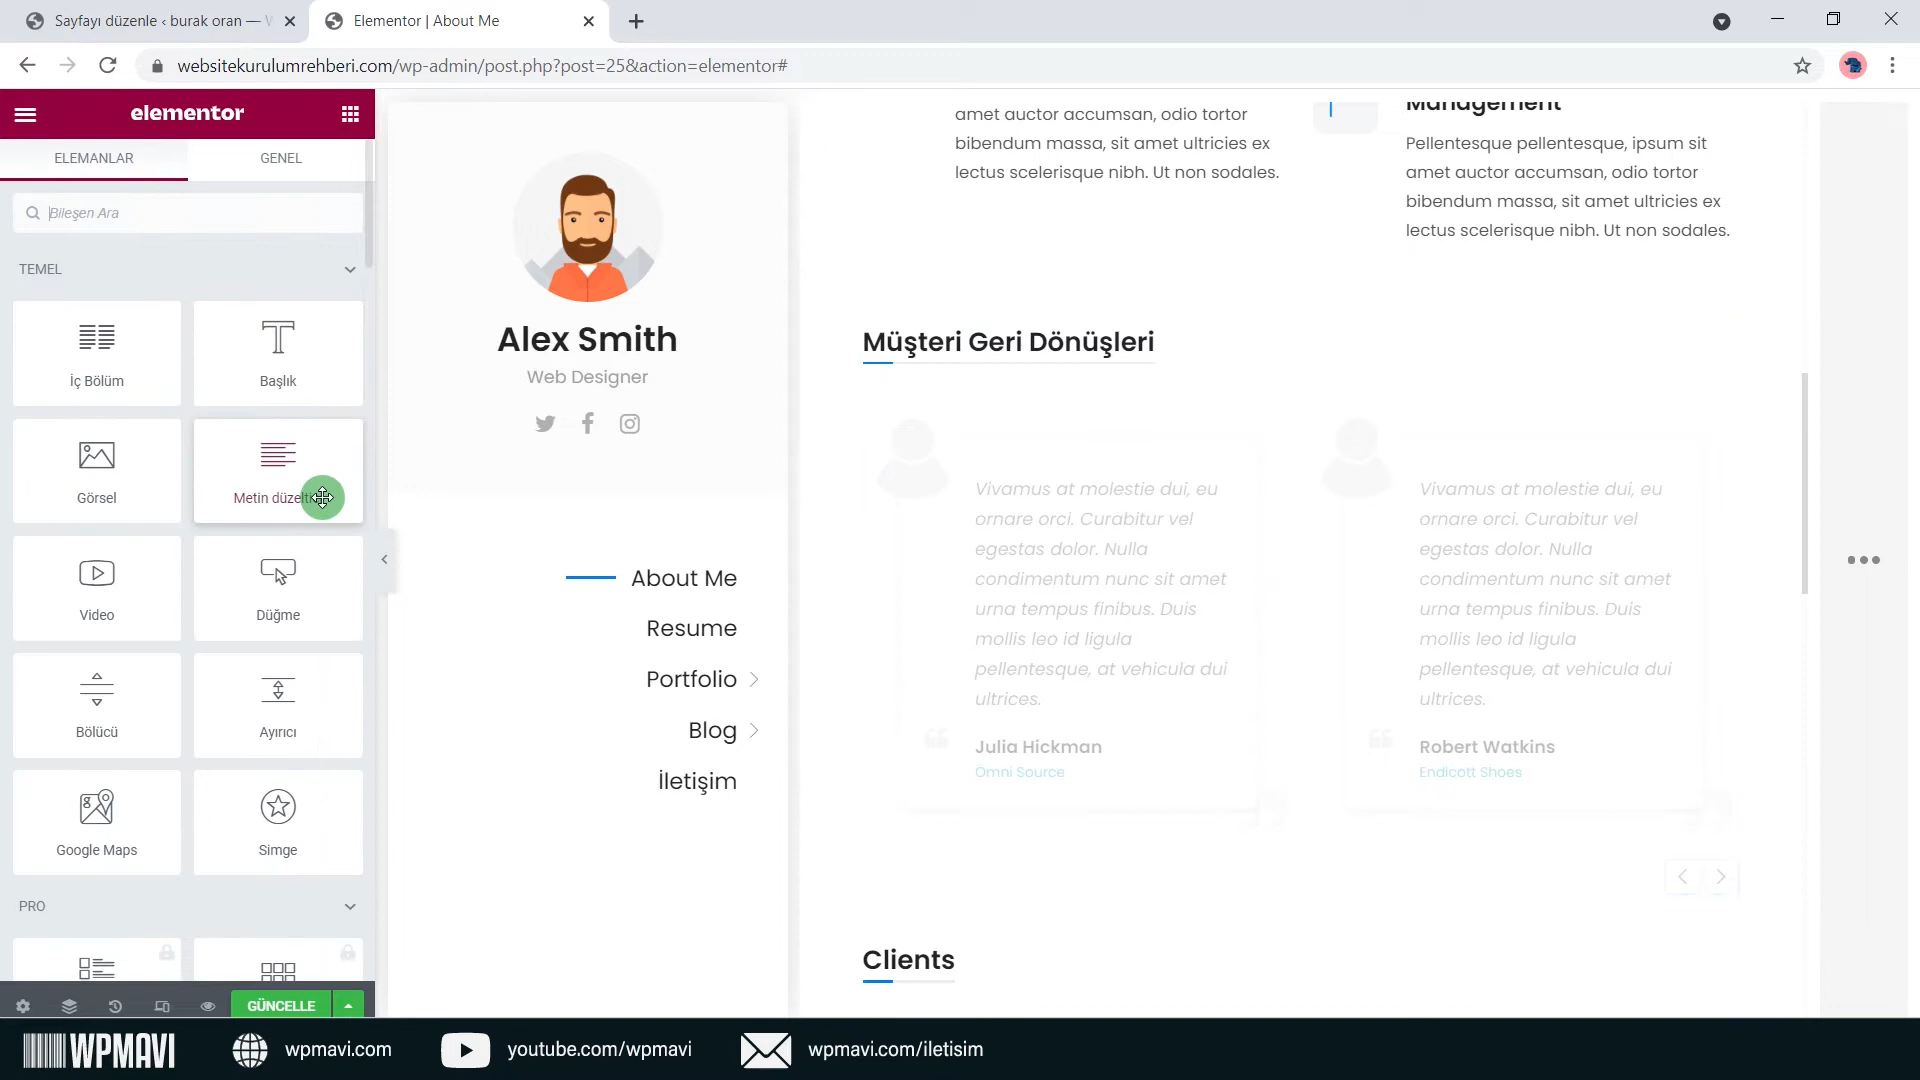 Sayfayı düzenle ‹ burak oran —
Elementor | About Me
websitekurulumrehberi.com/wp-admin/post.php?post=25&action=elementor#
elementor
ELEMANLAR
GENEL
Bileşen Ara
TEMEL
İç Bölüm
Başlık
Görsel
Metin
Video
Düğme
Bölücü
Ayırıcı
Google Maps
Simge
PRO
GÜNCELLE
Alex Smith
Web Designer
About Me
Resume
Portfolio
Blog
İletişim
amet auctor accumsan, odio tortor
bibendum massa, sit amet ultricies ex
lectus scelerisque nibh. Ut non sodales.
Management
Pellentesque pellentesque, ipsum sit
amet auctor accumsan, odio tortor
bibendum massa, sit amet ultricies ex
lectus scelerisque nibh. Ut non sodales.
Müşteri Geri Dönüşleri
Vivamus at molestie dui, eu
ornare orci. Curabitur vel
egestas dolor. Nulla
condimentum nunc sit amet
urna tempus finibus. Duis
mollis leo id ligula
pellentesque, at vehicula dui
ultrices.
Julia Hickman
Omni Source
Vivamus at molestie dui, eu
ornare orci. Curabitur vel
egestas dolor. Nulla
condimentum nunc sit amet
urna tempus finibus. Duis
mollis leo id ligula
pellentesque, at vehicula dui
ultrices.
Robert Watkins
Endicott Shoes
Clients
WPMAVI
wpmavi.com
youtube.com/wpmavi
wpmavi.com/iletisim